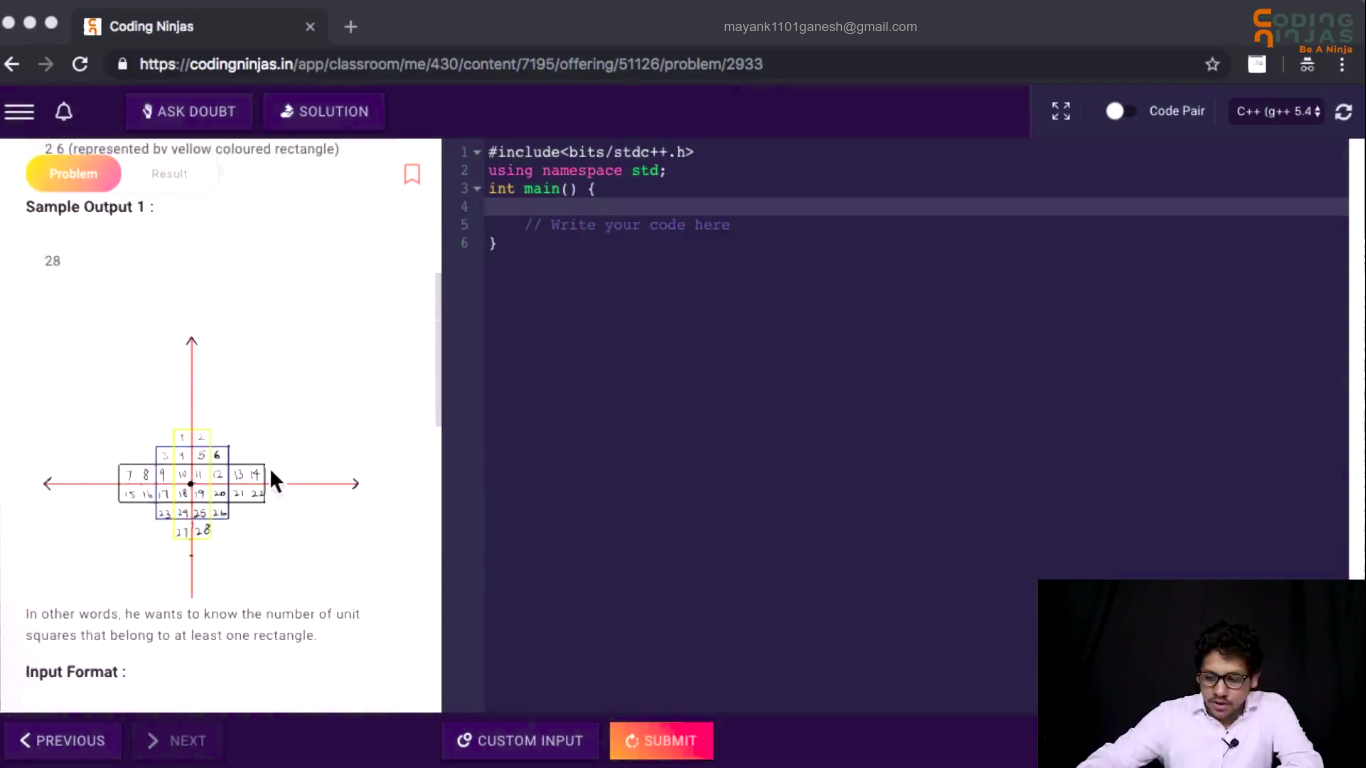 Coding Ninjas
mayank1101ganesh@gmail.com
CODING
NINJAS
Be A Ninja
https://codingninjas.in/app/classroom/me/430/content/7195/offering/51126/problem/2933
ASK DOUBT
SOLUTION
Code Pair
C++ (g++ 5.4
2 6 (represented by yellow coloured rectangle)
Problem
Result
Sample Output 1 :
28
1 2
3 4 5 6
7 8 9 10 11 12 13 14
15 16 17 18 19 20 21 22
23 24 25 26
27 28
In other words, he wants to know the number of unit
squares that belong to at least one rectangle.
Input Format :
1 #include<bits/stdc++.h>
2 using namespace std;
3 int main() {
4
5 // Write your code here
6 }
PREVIOUS
NEXT
CUSTOM INPUT
SUBMIT